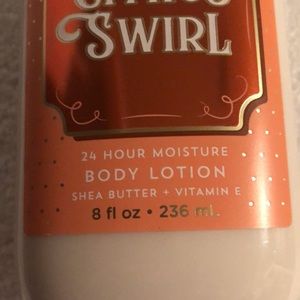 SWIRL
24 HOUR MOISTURE
BODY LOTION
SHEA BUTTER + VITAMIN E
8 fl oz • 236 mL